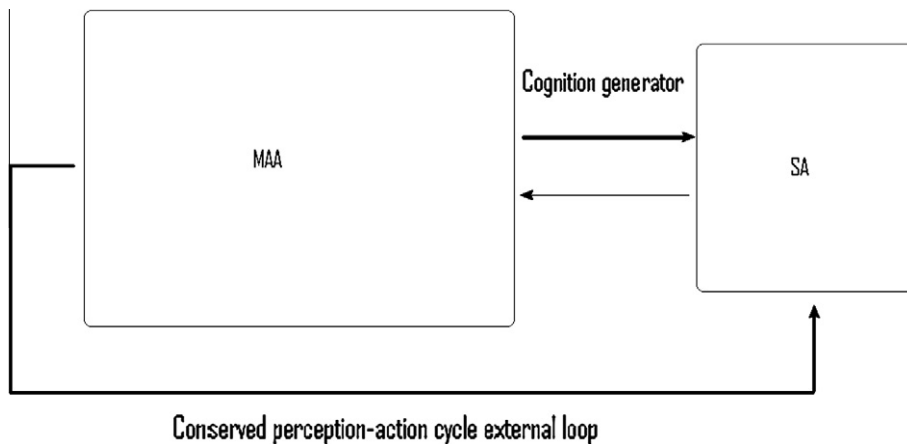 Cognition generator
MAA
SA
Conserved perception-action cycle external loop